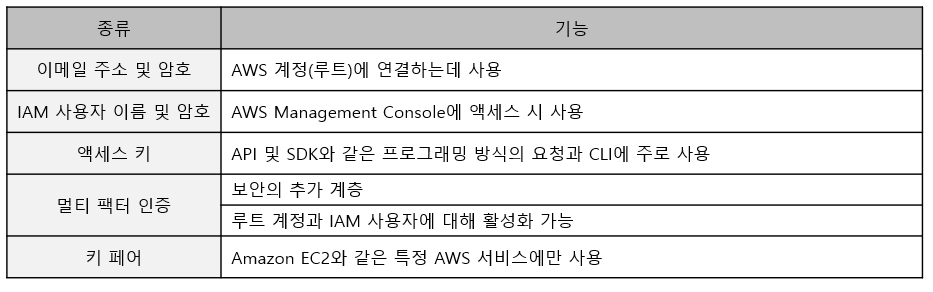 종류
기능
이메일 주소 및 암호
AWS 계정(루트)에 연결하는데 사용
IAM 사용자 이름 및 암호
AWS Management Console에 액세스 시 사용
액세스 키
API 및 SDK와 같은 프로그래밍 방식의 요청과 CLI에 주로 사용
멀티 팩터 인증
보안의 추가 계층
루트 계정과 IAM 사용자에 대해 활성화 가능
키 페어
Amazon EC2와 같은 특정 AWS 서비스에만 사용